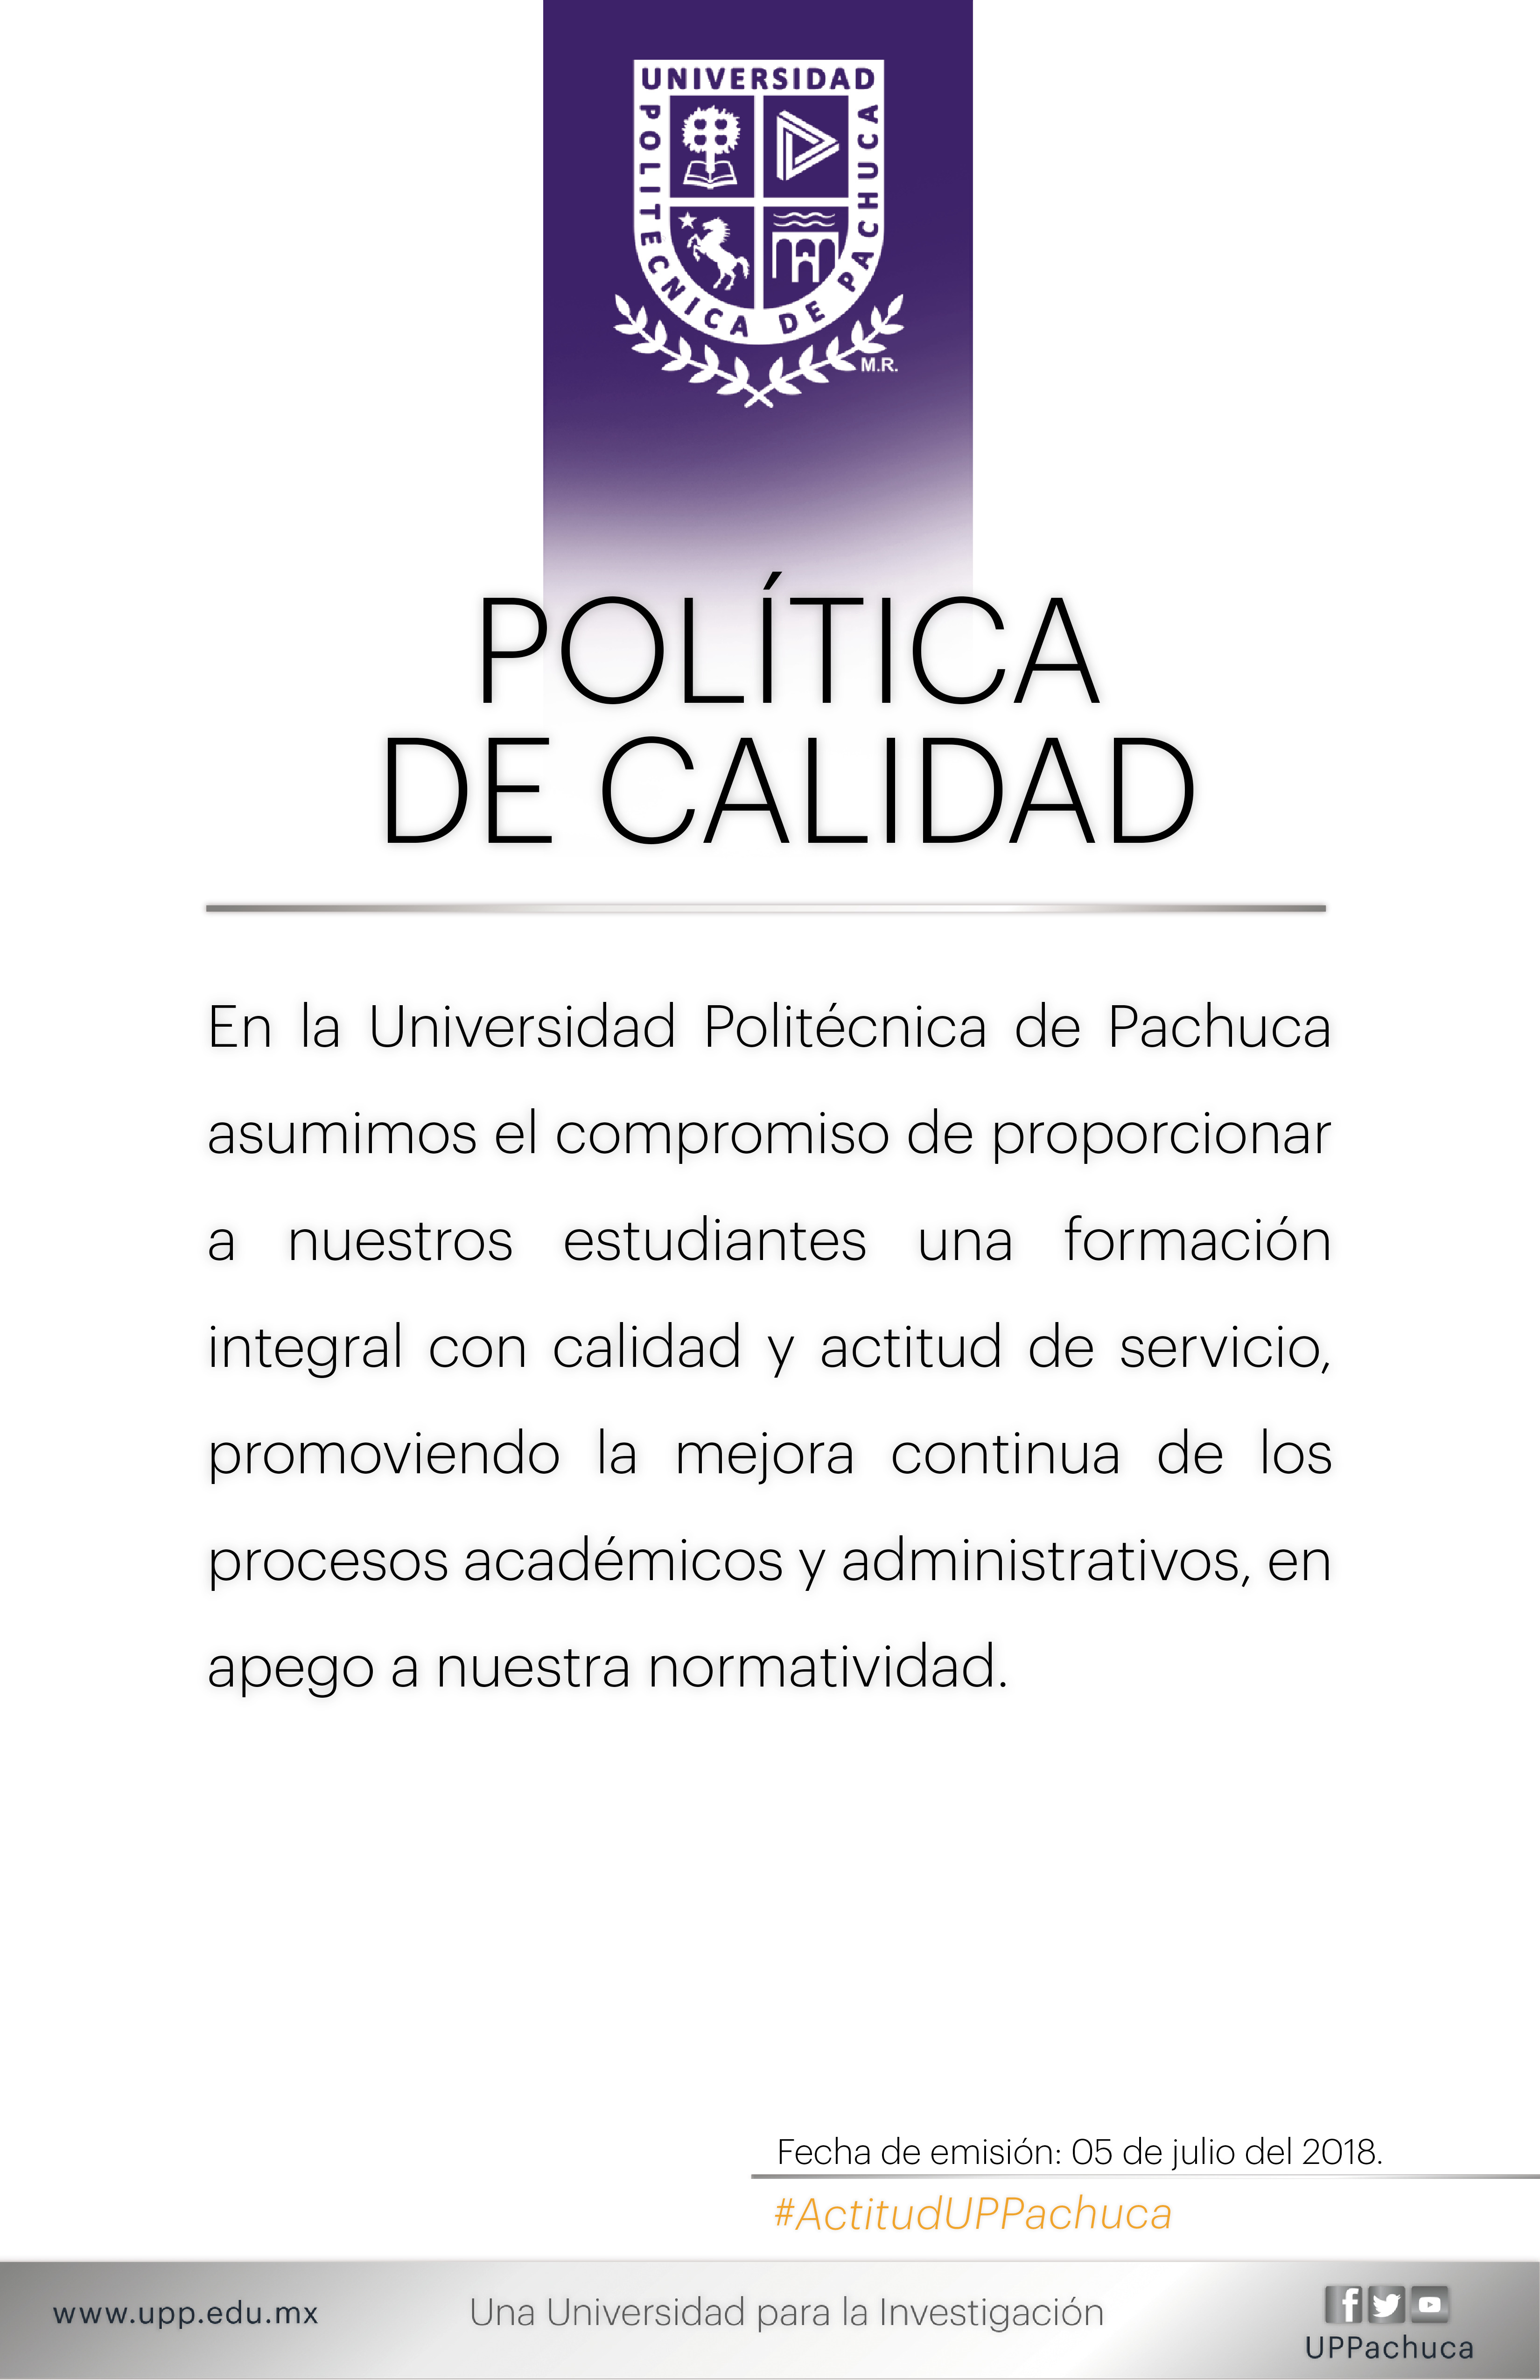 UNIVERSIDAD
POLITECNICA DE PACHUCA
M.R.
POLÍTICA
DE CALIDAD
En la Universidad Politécnica de Pachuca
asumimos el compromiso de proporcionar
a nuestros estudiantes una formación
integral con calidad y actitud de servicio,
promoviendo la mejora continua de los
procesos académicos y administrativos, en
apego a nuestra normatividad.
Fecha de emisión: 05 de julio del 2018.
#ActitudUPPachuca
www.upp.edu.mx
Una Universidad para la Investigación
UPPachuca